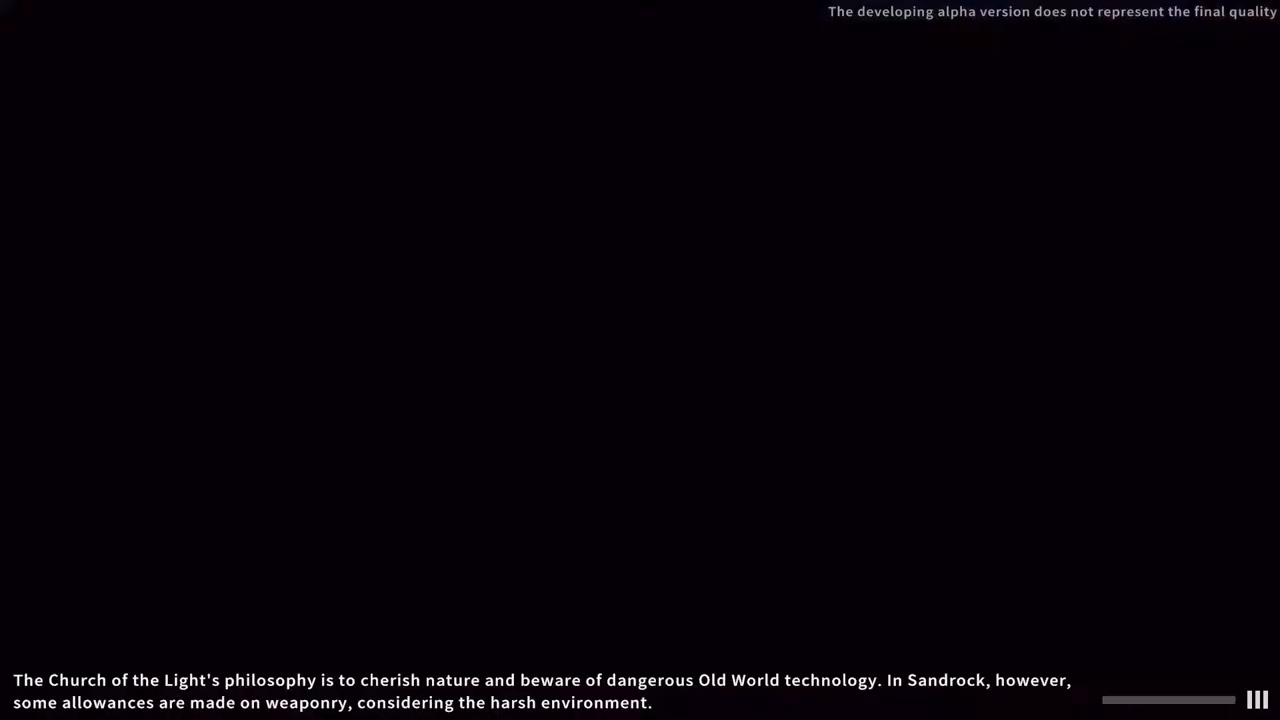 The developing alpha version does not represent the final quality
The Church of the Light's philosophy is to cherish nature and beware of dangerous Old World technology. In Sandrock, however,
some allowances are made on weaponry, considering the harsh environment.